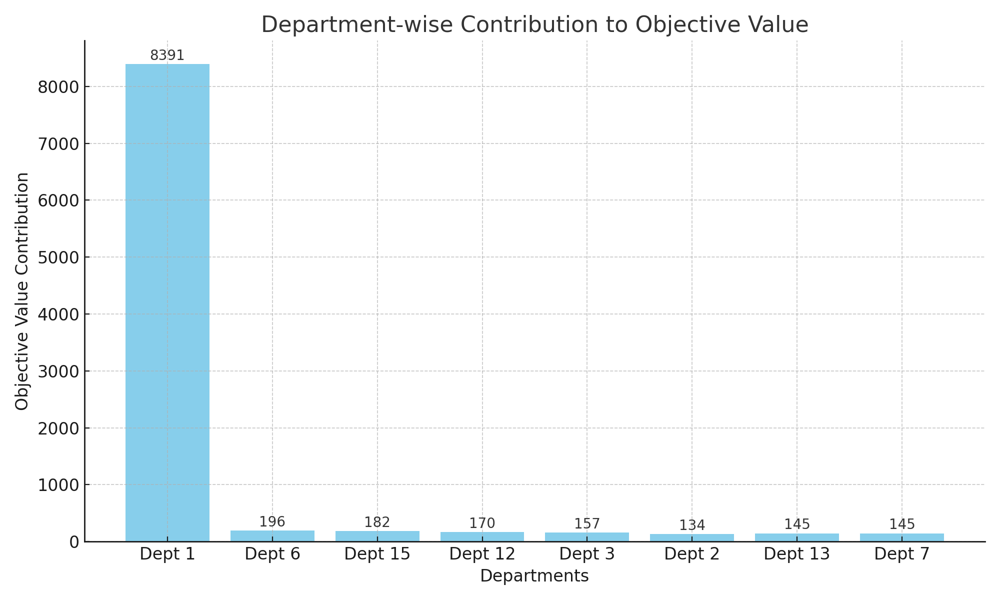 Department-wise Contribution to Objective Value
Objective Value Contribution
8000
7000
6000
5000
4000
3000
2000
1000
0
8391
196
182
170
157
134
145
145
Dept 1
Dept 6
Dept 15
Dept 12
Dept 3
Dept 2
Dept 13
Dept 7
Departments